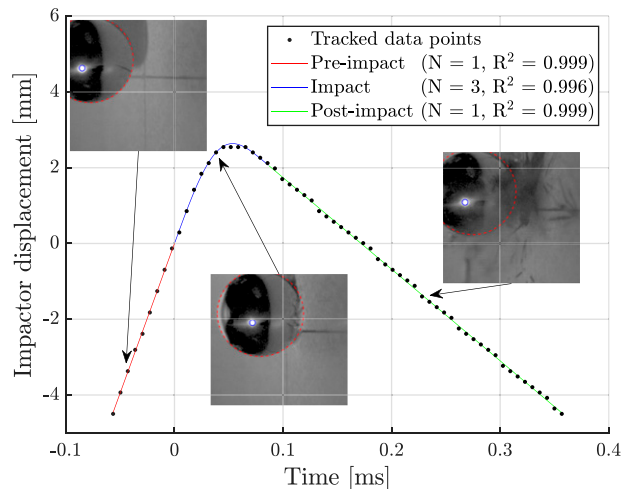 6
4
2
0
-2
-4
-0.1
0
0.1
0.2
0.3
0.4
Impactor displacement [mm]
Time [ms]
Tracked data points
Pre-impact (N = 1, R² = 0.999)
Impact (N = 3, R² = 0.996)
Post-impact (N = 1, R² = 0.999)